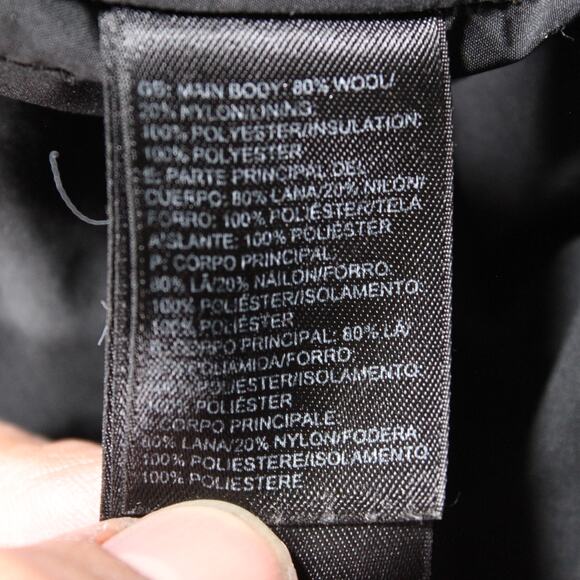 GB: MAIN BODY: 80% WOOL/
20% NYLON/LINING:
100% POLYESTER/INSULATION:
100% POLYESTER
E: PARTE PRINCIPAL DEL
CUERPO: 80% LANA/20% NILÓN/
FORRO: 100% POLIÉSTER/TELA
AISLANTE: 100% POLIÉSTER
P: CORPO PRINCIPAL:
80% LÃ/20% NÁILON/FORRO:
100% POLIÉSTER/ISOLAMENTO:
100% POLIÉSTER
CORPO PRINCIPAL: 80% LÃ/
POLIAMIDA/FORRO:
POLIÉSTER/ISOLAMENTO:
POLIÉSTER
CORPO PRINCIPALE:
80% LANA/20% NYLON/FODERA:
100% POLIESTERE/ISOLAMENTO:
100% POLIESTERE